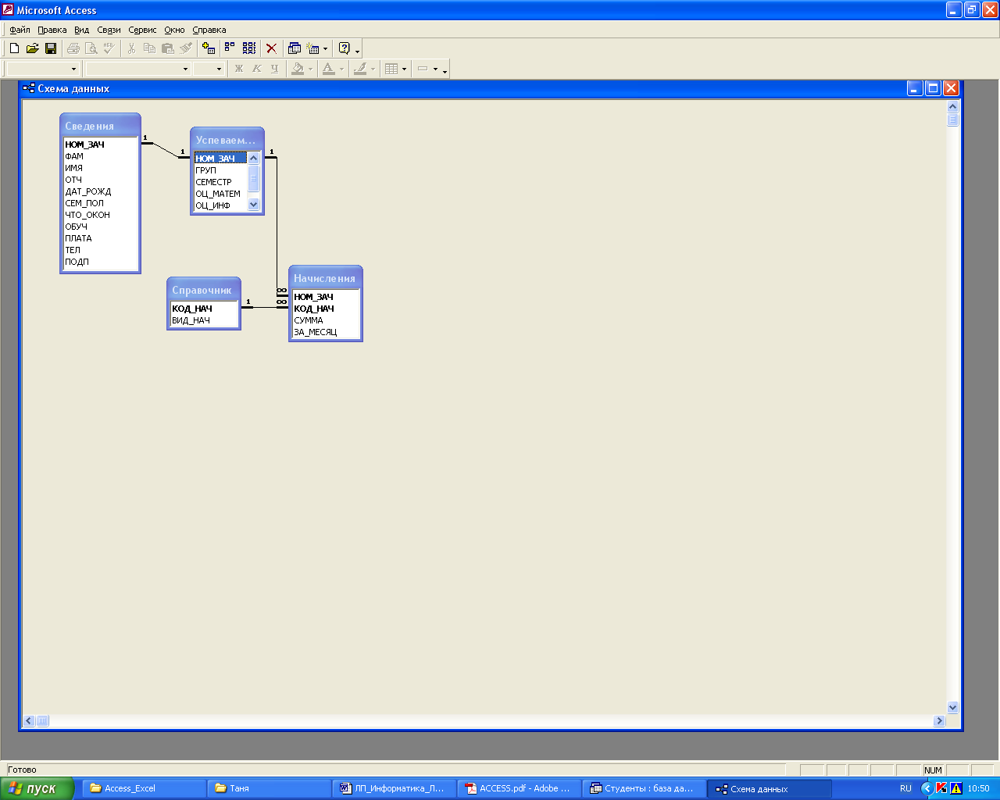 Microsoft Access
Файл Правка Вид Связи Сервис Окно Справка
Ж К Ч
Схема данных
Сведения
НОМ_ЗАЧ
ФАМ
ИМЯ
ОТЧ
ДАТ_РОЖД
СЕМ_ПОЛ
ЧТО_ОКОН
ОБУЧ
ПЛАТА
ТЕЛ
ПОДП
1
1
Успеваем...
НОМ_ЗАЧ
ГРУП
СЕМЕСТР
ОЦ_МАТЕМ
ОЦ_ИНФ
1
Справочник
КОД_НАЧ
ВИД_НАЧ
1
∞
∞
Начисления
НОМ_ЗАЧ
КОД_НАЧ
СУММА
ЗА_МЕСЯЦ
Готово
NUM
пуск
Access_Excel
Таня
ЛП_Информатика_Л...
ACCESS.pdf - Adobe ...
Студенты : база да...
Схема данных
RU
10:50